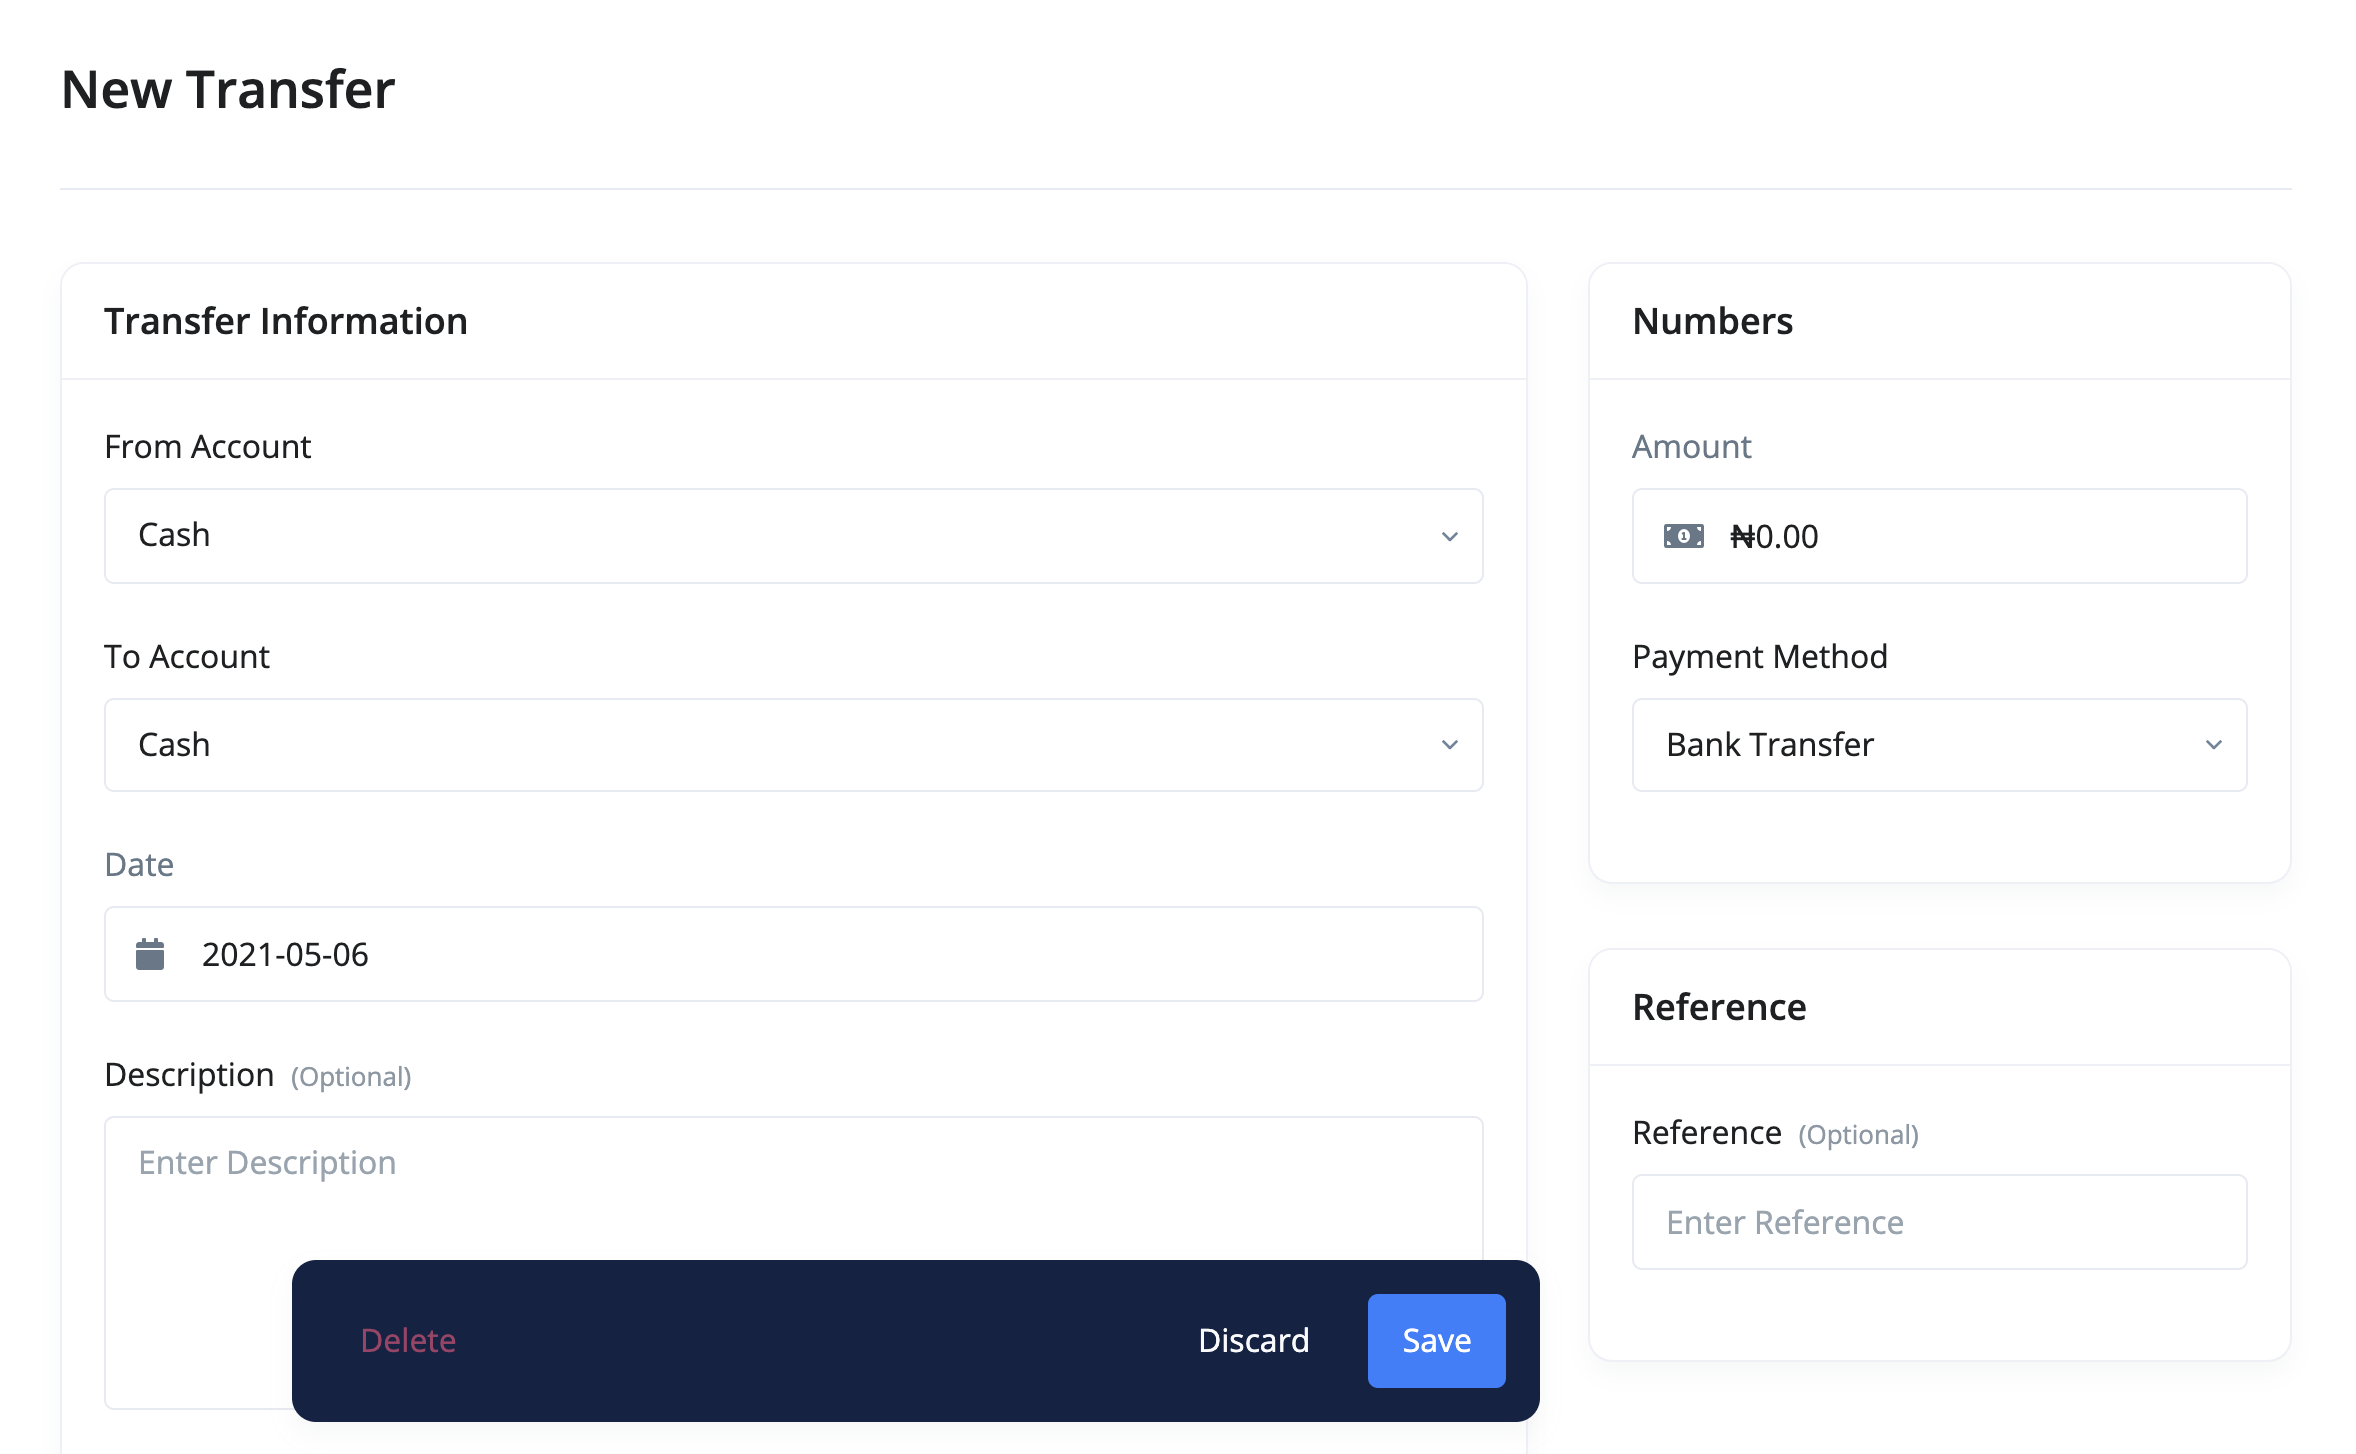 New Transfer
Transfer Information
From Account
Cash
To Account
Cash
Date
2021-05-06
Description (Optional)
Enter Description
Numbers
Amount
₦0.00
Payment Method
Bank Transfer
Reference
Reference (Optional)
Enter Reference
Delete
Discard
Save